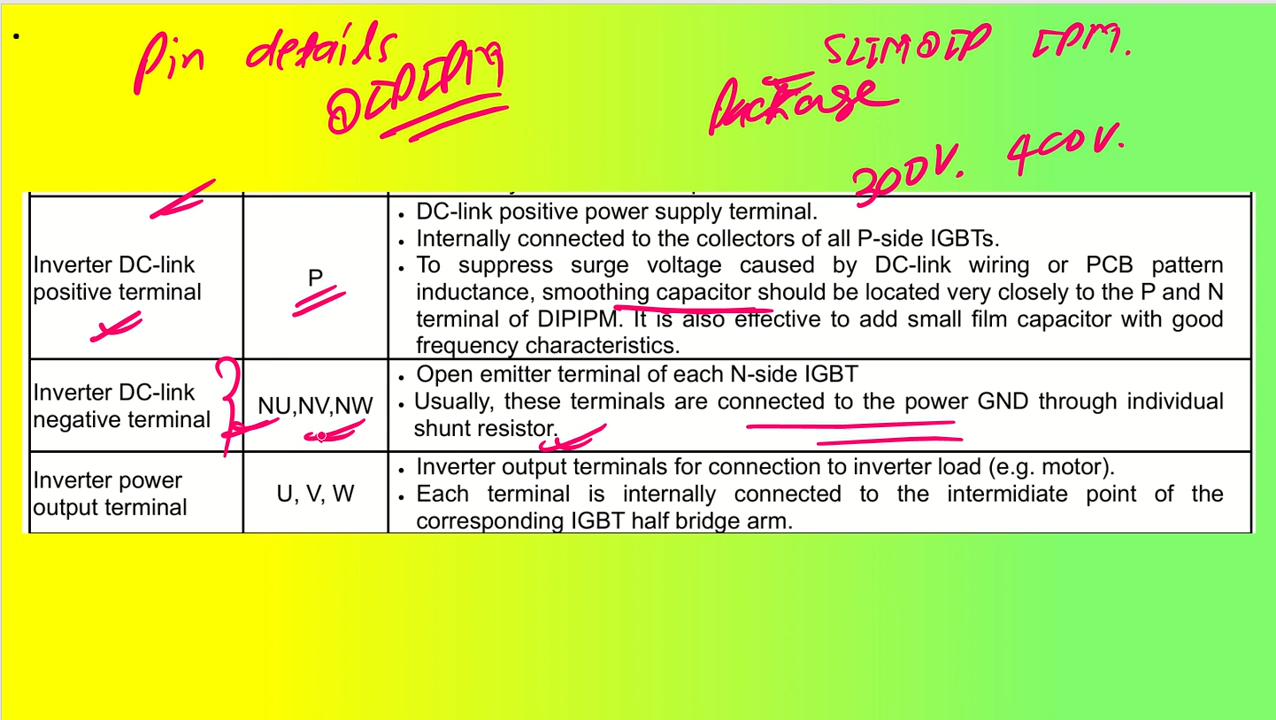 Pin details
DIPIPM
SLIMDIP IPM.
Package
300V. 400V.
Inverter DC-link
positive terminal
P
• DC-link positive power supply terminal.
• Internally connected to the collectors of all P-side IGBTs.
• To suppress surge voltage caused by DC-link wiring or PCB pattern
inductance, smoothing capacitor should be located very closely to the P and N
terminal of DIPIPM. It is also effective to add small film capacitor with good
frequency characteristics.
Inverter DC-link
negative terminal
NU,NV,NW
• Open emitter terminal of each N-side IGBT
• Usually, these terminals are connected to the power GND through individual
shunt resistor.
Inverter power
output terminal
U, V, W
• Inverter output terminals for connection to inverter load (e.g. motor).
• Each terminal is internally connected to the intermidiate point of the
corresponding IGBT half bridge arm.